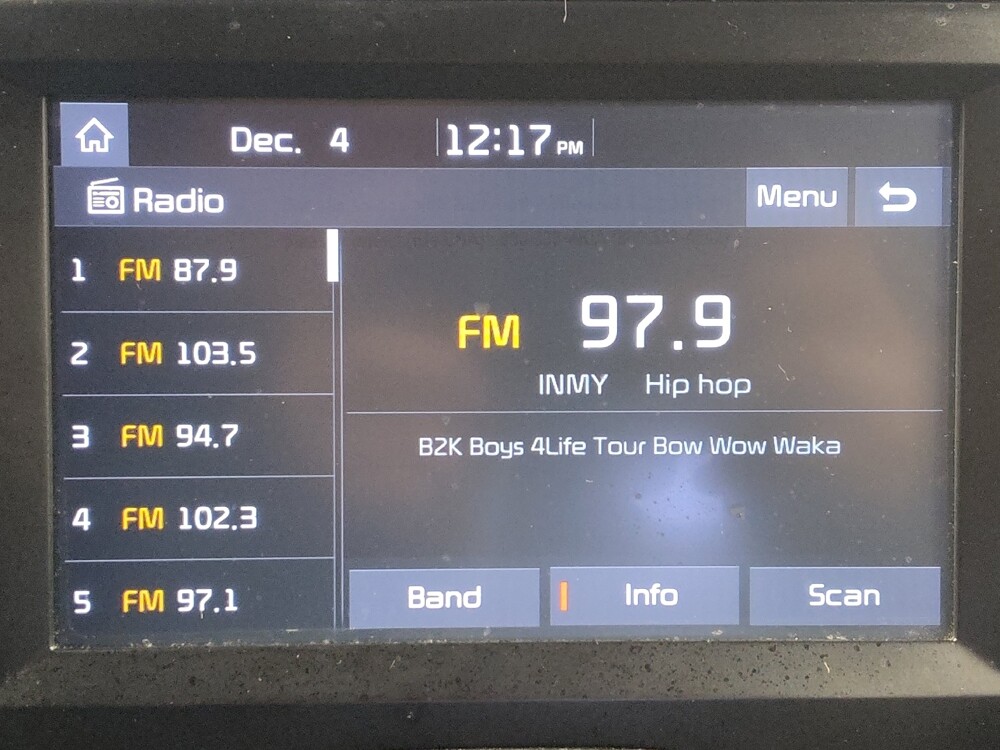 Dec. 4 12:17 PM
Radio Menu
1 FM 87.9
2 FM 103.5
3 FM 94.7
4 FM 102.3
5 FM 97.1
FM 97.9
INMY Hip hop
B2K Boys 4Life Tour Bow Wow Waka
Band Info Scan